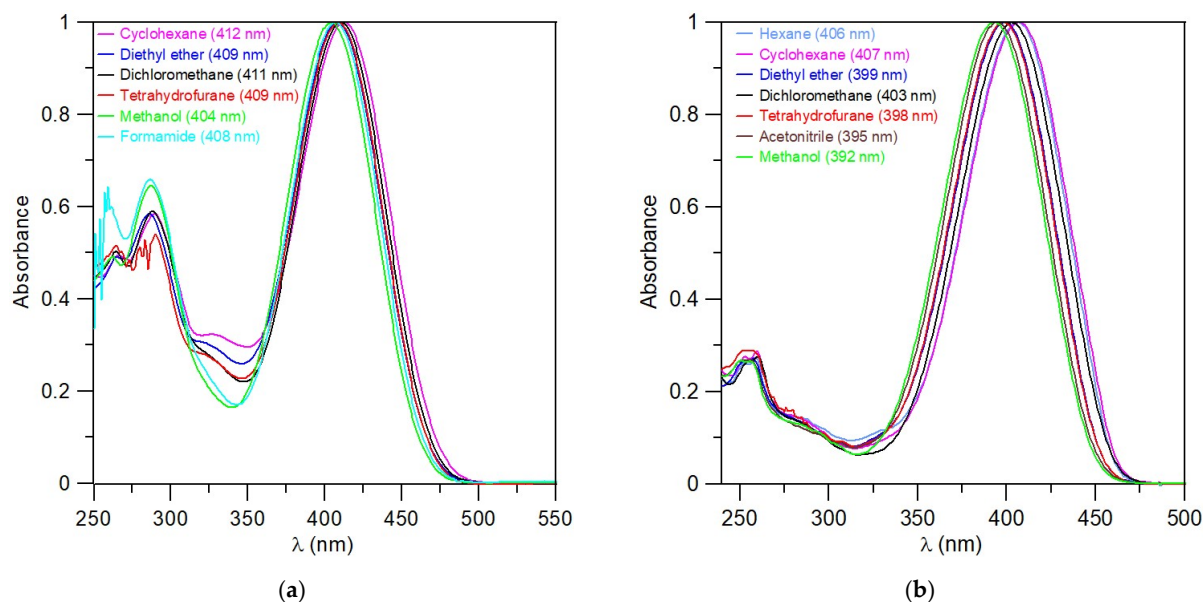 Cyclohexane (412 nm)
Diethyl ether (409 nm)
Dichloromethane (411 nm)
Tetrahydrofurane (409 nm)
Methanol (404 nm)
Formamide (408 nm)
1
0.8
0.6
0.4
0.2
0
Absorbance
250 300 350 400 450 500 550
λ (nm)
(a)
Hexane (406 nm)
Cyclohexane (407 nm)
Diethyl ether (399 nm)
Dichloromethane (403 nm)
Tetrahydrofurane (398 nm)
Acetonitrile (395 nm)
Methanol (392 nm)
1
0.8
0.6
0.4
0.2
0
Absorbance
250 300 350 400 450 500
λ (nm)
(b)